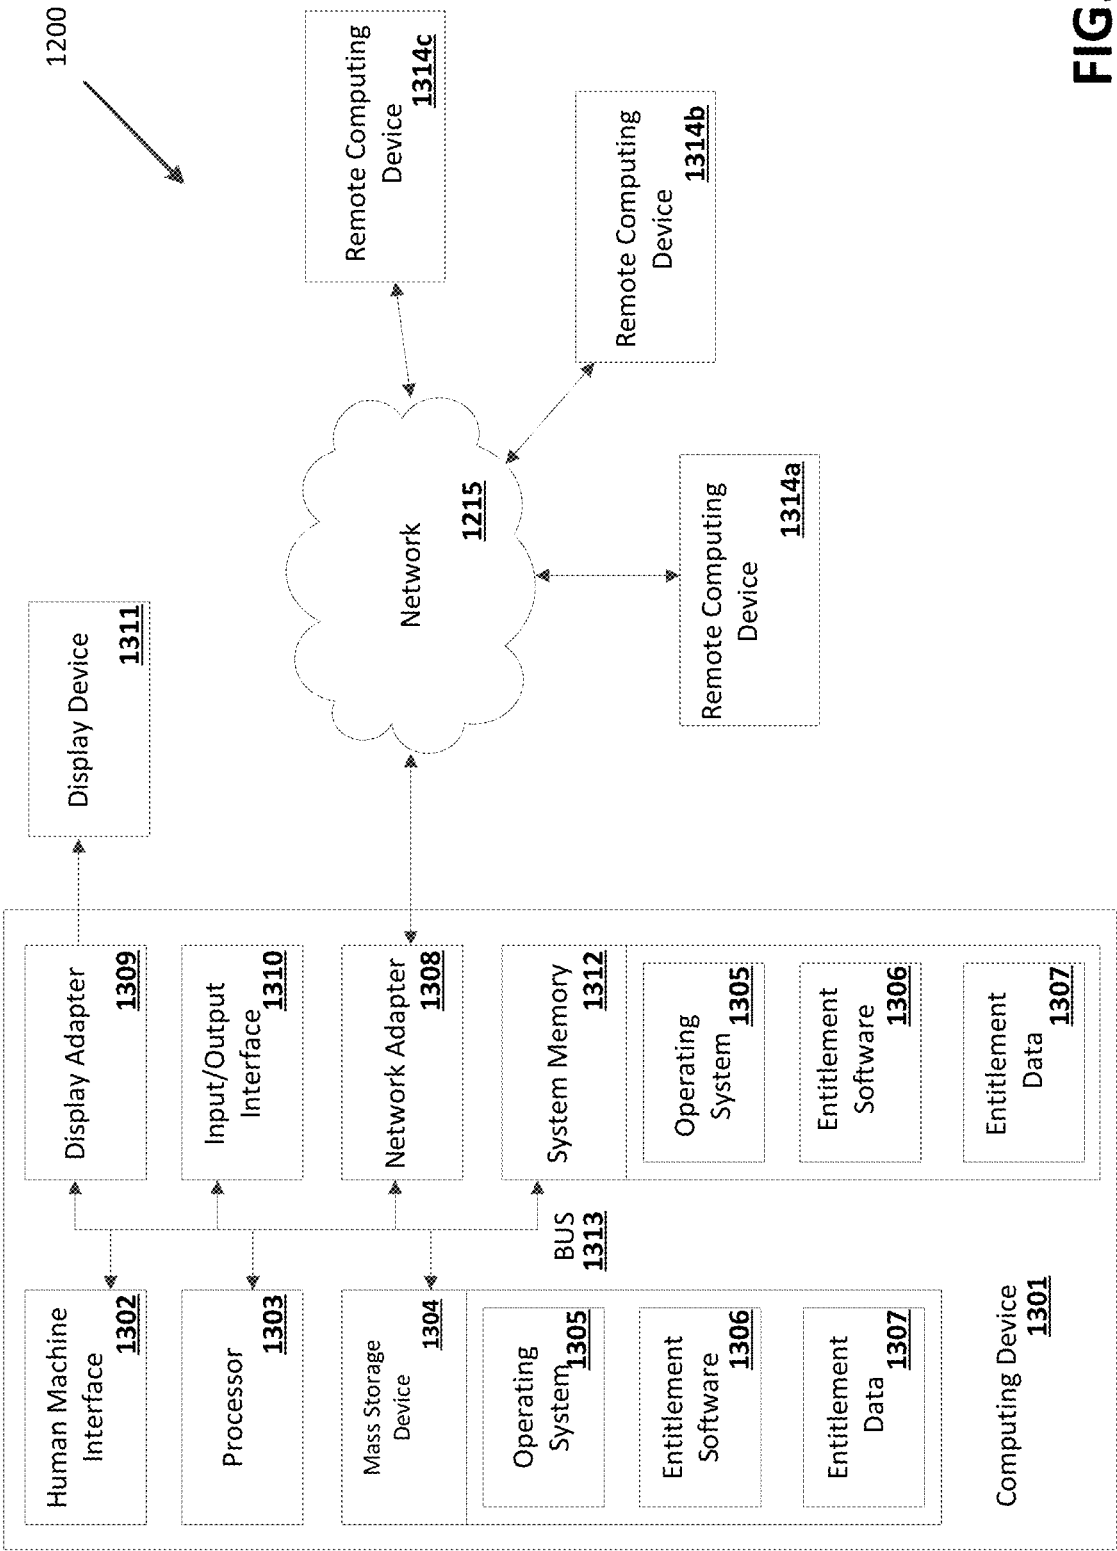 1200
Human Machine
Interface
1302
Processor
1303
Mass Storage
Device
1304
Operating
System
1305
Entitlement
Software
1306
Entitlement
Data
1307
Computing Device
1301
BUS
1313
Display Adapter
1309
Input/Output
Interface
1310
Network Adapter
1308
System Memory
1312
Operating
System
1305
Entitlement
Software
1306
Entitlement
Data
1307
Display Device
1311
Network
1215
Remote Computing
Device
1314a
Remote Computing
Device
1314b
Remote Computing
Device
1314c
FIG.